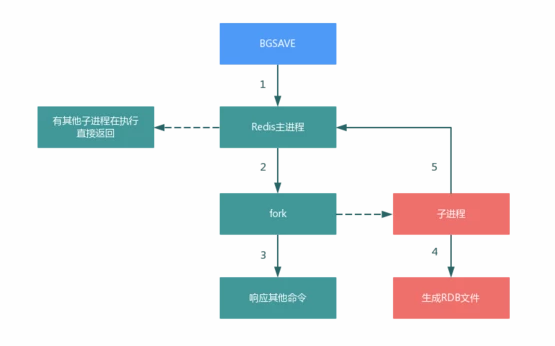 BGSAVE
1
有其他子进程在执行
直接返回
Redis主进程
2
5
fork
子进程
3
4
响应其他命令
生成RDB文件